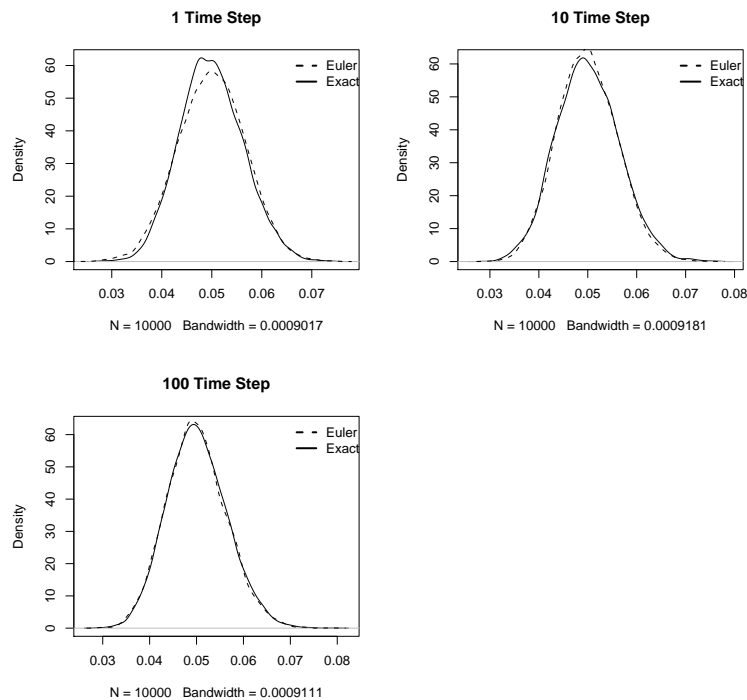 1 Time Step
Density
0 10 20 30 40 50 60
Euler
Exact
0.03 0.04 0.05 0.06 0.07
N = 10000 Bandwidth = 0.0009017
10 Time Step
Density
0 10 20 30 40 50 60
Euler
Exact
0.03 0.04 0.05 0.06 0.07 0.08
N = 10000 Bandwidth = 0.0009181
100 Time Step
Density
0 10 20 30 40 50 60
Euler
Exact
0.03 0.04 0.05 0.06 0.07 0.08
N = 10000 Bandwidth = 0.0009111